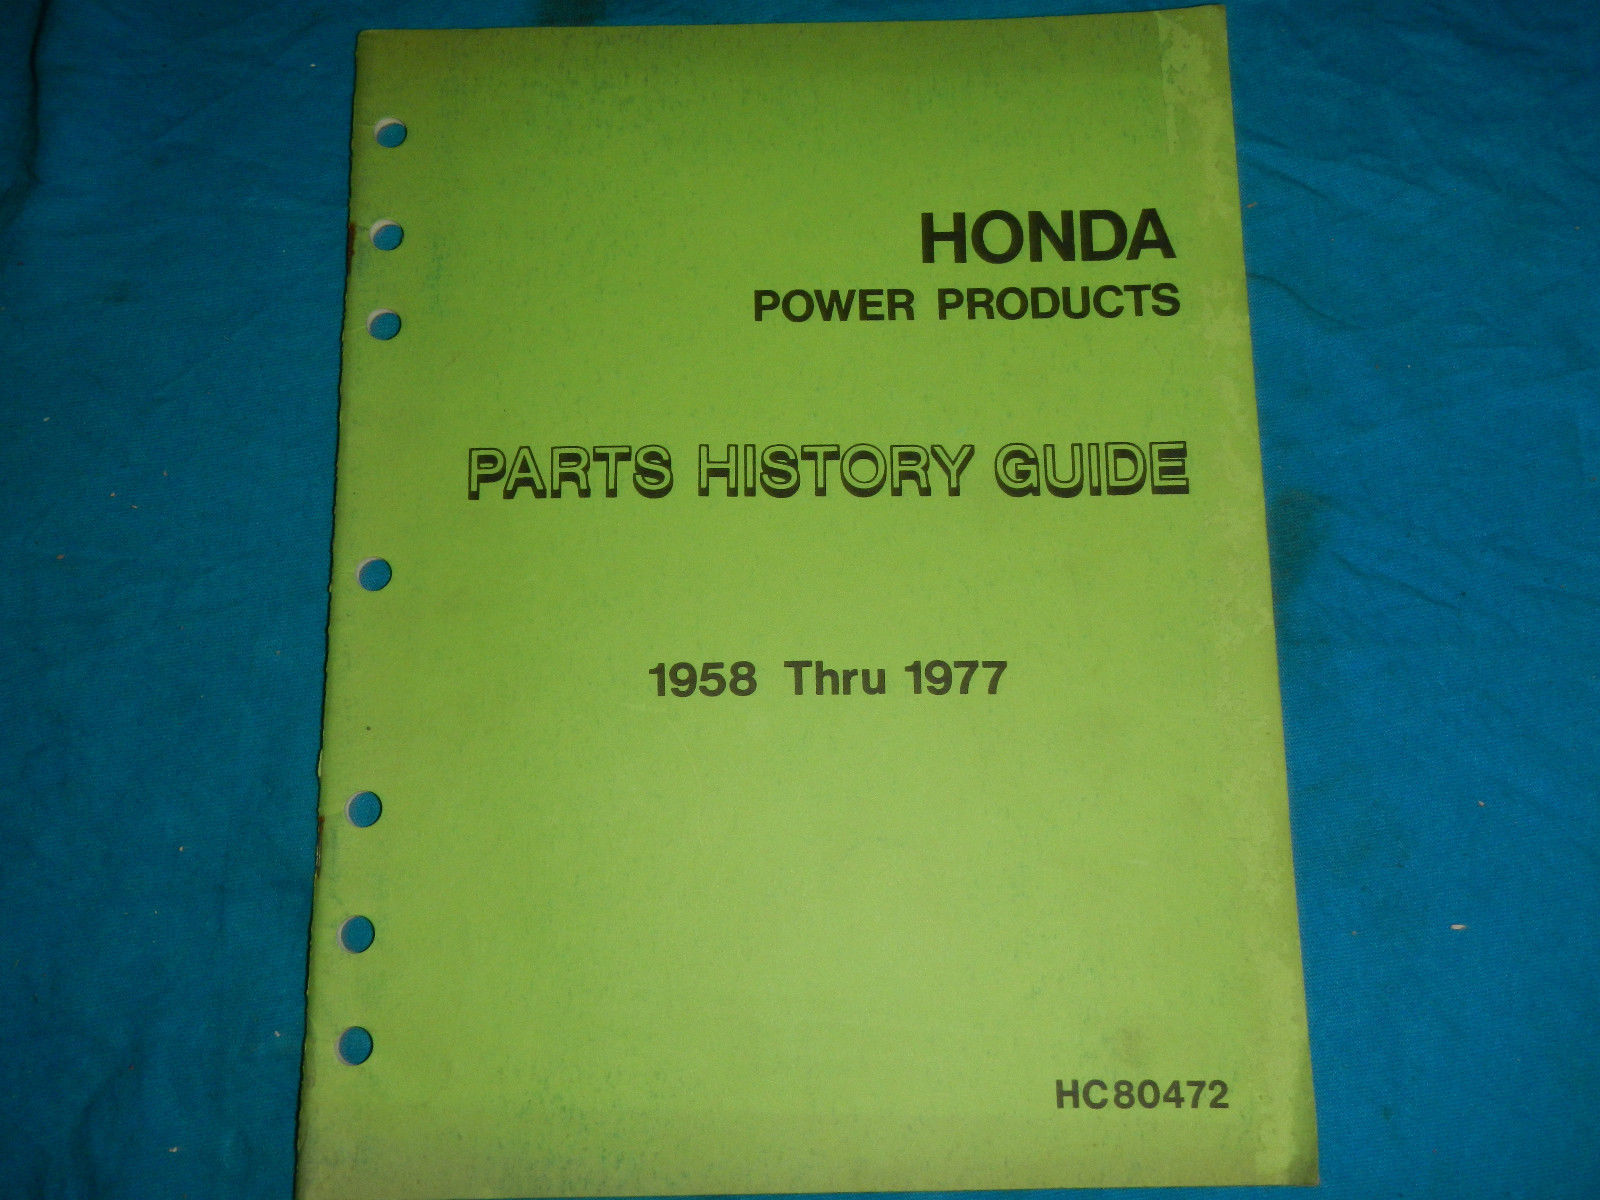 HONDA
POWER PRODUCTS
PARTS HISTORY GUIDE
1958 Thru 1977
HC80472